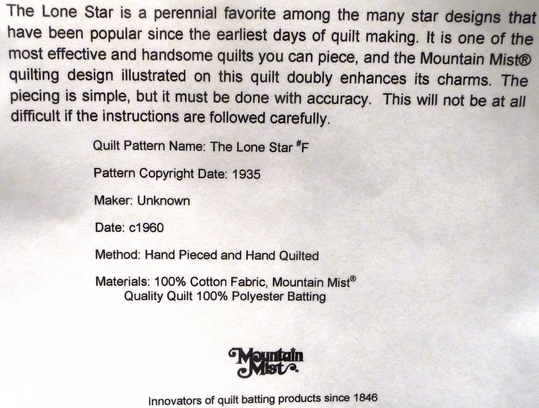 The Lone Star is a perennial favorite among the many star designs that
have been popular since the earliest days of quilt making. It is one of the
most effective and handsome quilts you can piece, and the Mountain Mist®
quilting design illustrated on this quilt doubly enhances its charms. The
piecing is simple, but it must be done with accuracy. This will not be at all
difficult if the instructions are followed carefully.
Quilt Pattern Name: The Lone Star #F
Pattern Copyright Date: 1935
Maker: Unknown
Date: c1960
Method: Hand Pieced and Hand Quilted
Materials: 100% Cotton Fabric, Mountain Mist®
Quality Quilt 100% Polyester Batting
Mountain
Mist®
Innovators of quilt batting products since 1846